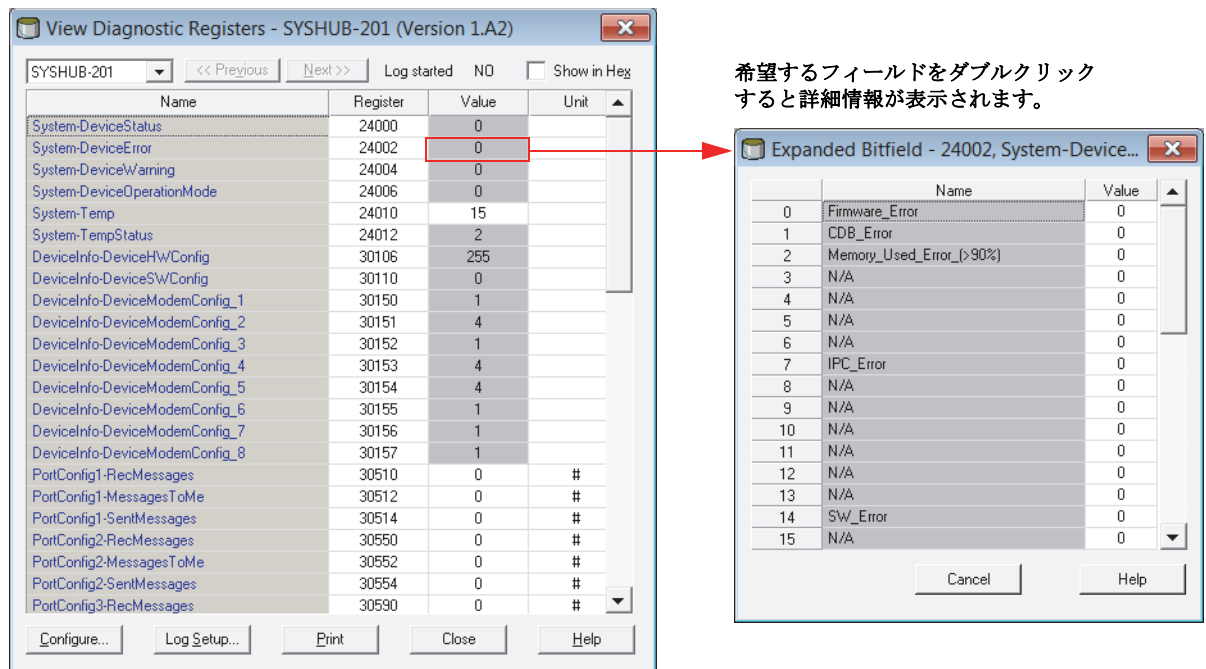 View Diagnostic Registers - SYSHUB-201 (Version 1.A2)
SYSHUB-201 << Previous Next >> Log started NO Show in Hex
Name Register Value Unit
System-DeviceStatus 24000 0
System-DeviceError 24002 0
System-DeviceWarning 24004 0
System-DeviceOperationMode 24006 0
System-Temp 24010 15
System-TempStatus 24012 2
DeviceInfo-DeviceHWConfig 30106 255
DeviceInfo-DeviceSWConfig 30110 0
DeviceInfo-DeviceModemConfig_1 30150 1
DeviceInfo-DeviceModemConfig_2 30151 4
DeviceInfo-DeviceModemConfig_3 30152 1
DeviceInfo-DeviceModemConfig_4 30153 4
DeviceInfo-DeviceModemConfig_5 30154 4
DeviceInfo-DeviceModemConfig_6 30155 1
DeviceInfo-DeviceModemConfig_7 30156 1
DeviceInfo-DeviceModemConfig_8 30157 1
PortConfig1-RecMessages 30510 0 #
PortConfig1-MessagesToMe 30512 0 #
PortConfig1-SentMessages 30514 0 #
PortConfig2-RecMessages 30550 0 #
PortConfig2-MessagesToMe 30552 0 #
PortConfig2-SentMessages 30554 0 #
PortConfig3-RecMessages 30590 0 #
Configure... Log Setup... Print Close Help
希望するフィールドをダブルクリック
すると詳細情報が表示されます。
Expanded Bitfield - 24002, System-Device...
Name Value
0 Firmware_Error 0
1 CDB_Error 0
2 Memory_Used_Error_(>90%) 0
3 N/A 0
4 N/A 0
5 N/A 0
6 N/A 0
7 IPC_Error 0
8 N/A 0
9 N/A 0
10 N/A 0
11 N/A 0
12 N/A 0
13 N/A 0
14 SW_Error 0
15 N/A 0
Cancel Help